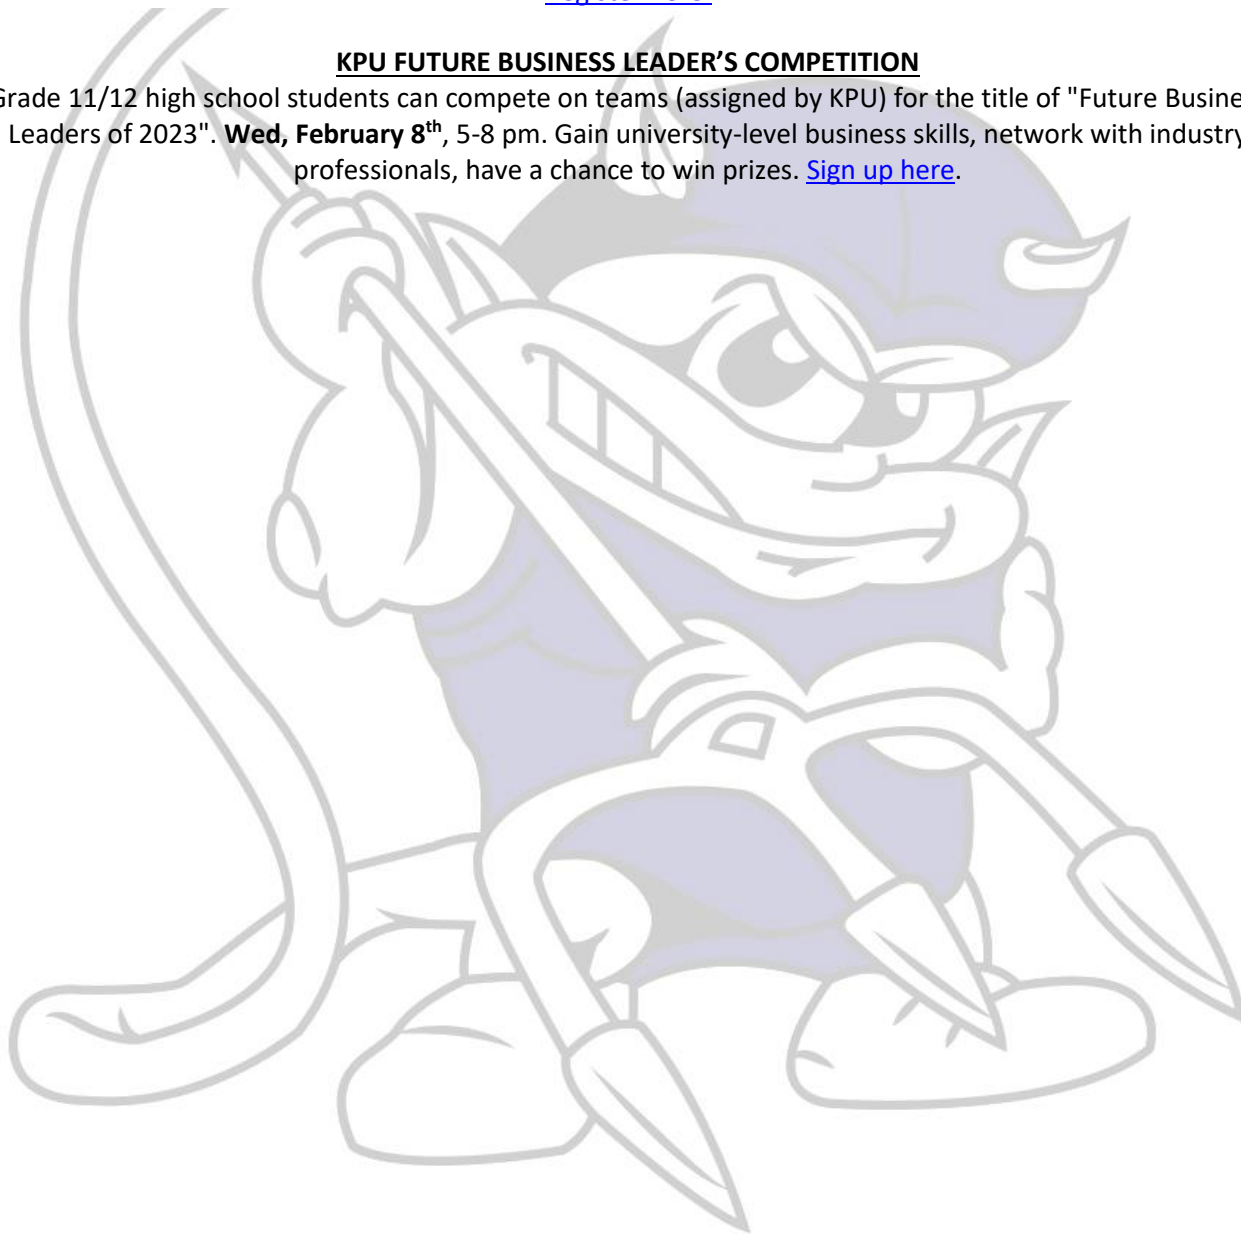 KPU FUTURE BUSINESS LEADER’S COMPETITION
Grade 11/12 high school students can compete on teams (assigned by KPU) for the title of "Future Busine
Leaders of 2023". Wed, February 8th, 5-8 pm. Gain university-level business skills, network with industry
professionals, have a chance to win prizes. Sign up here.